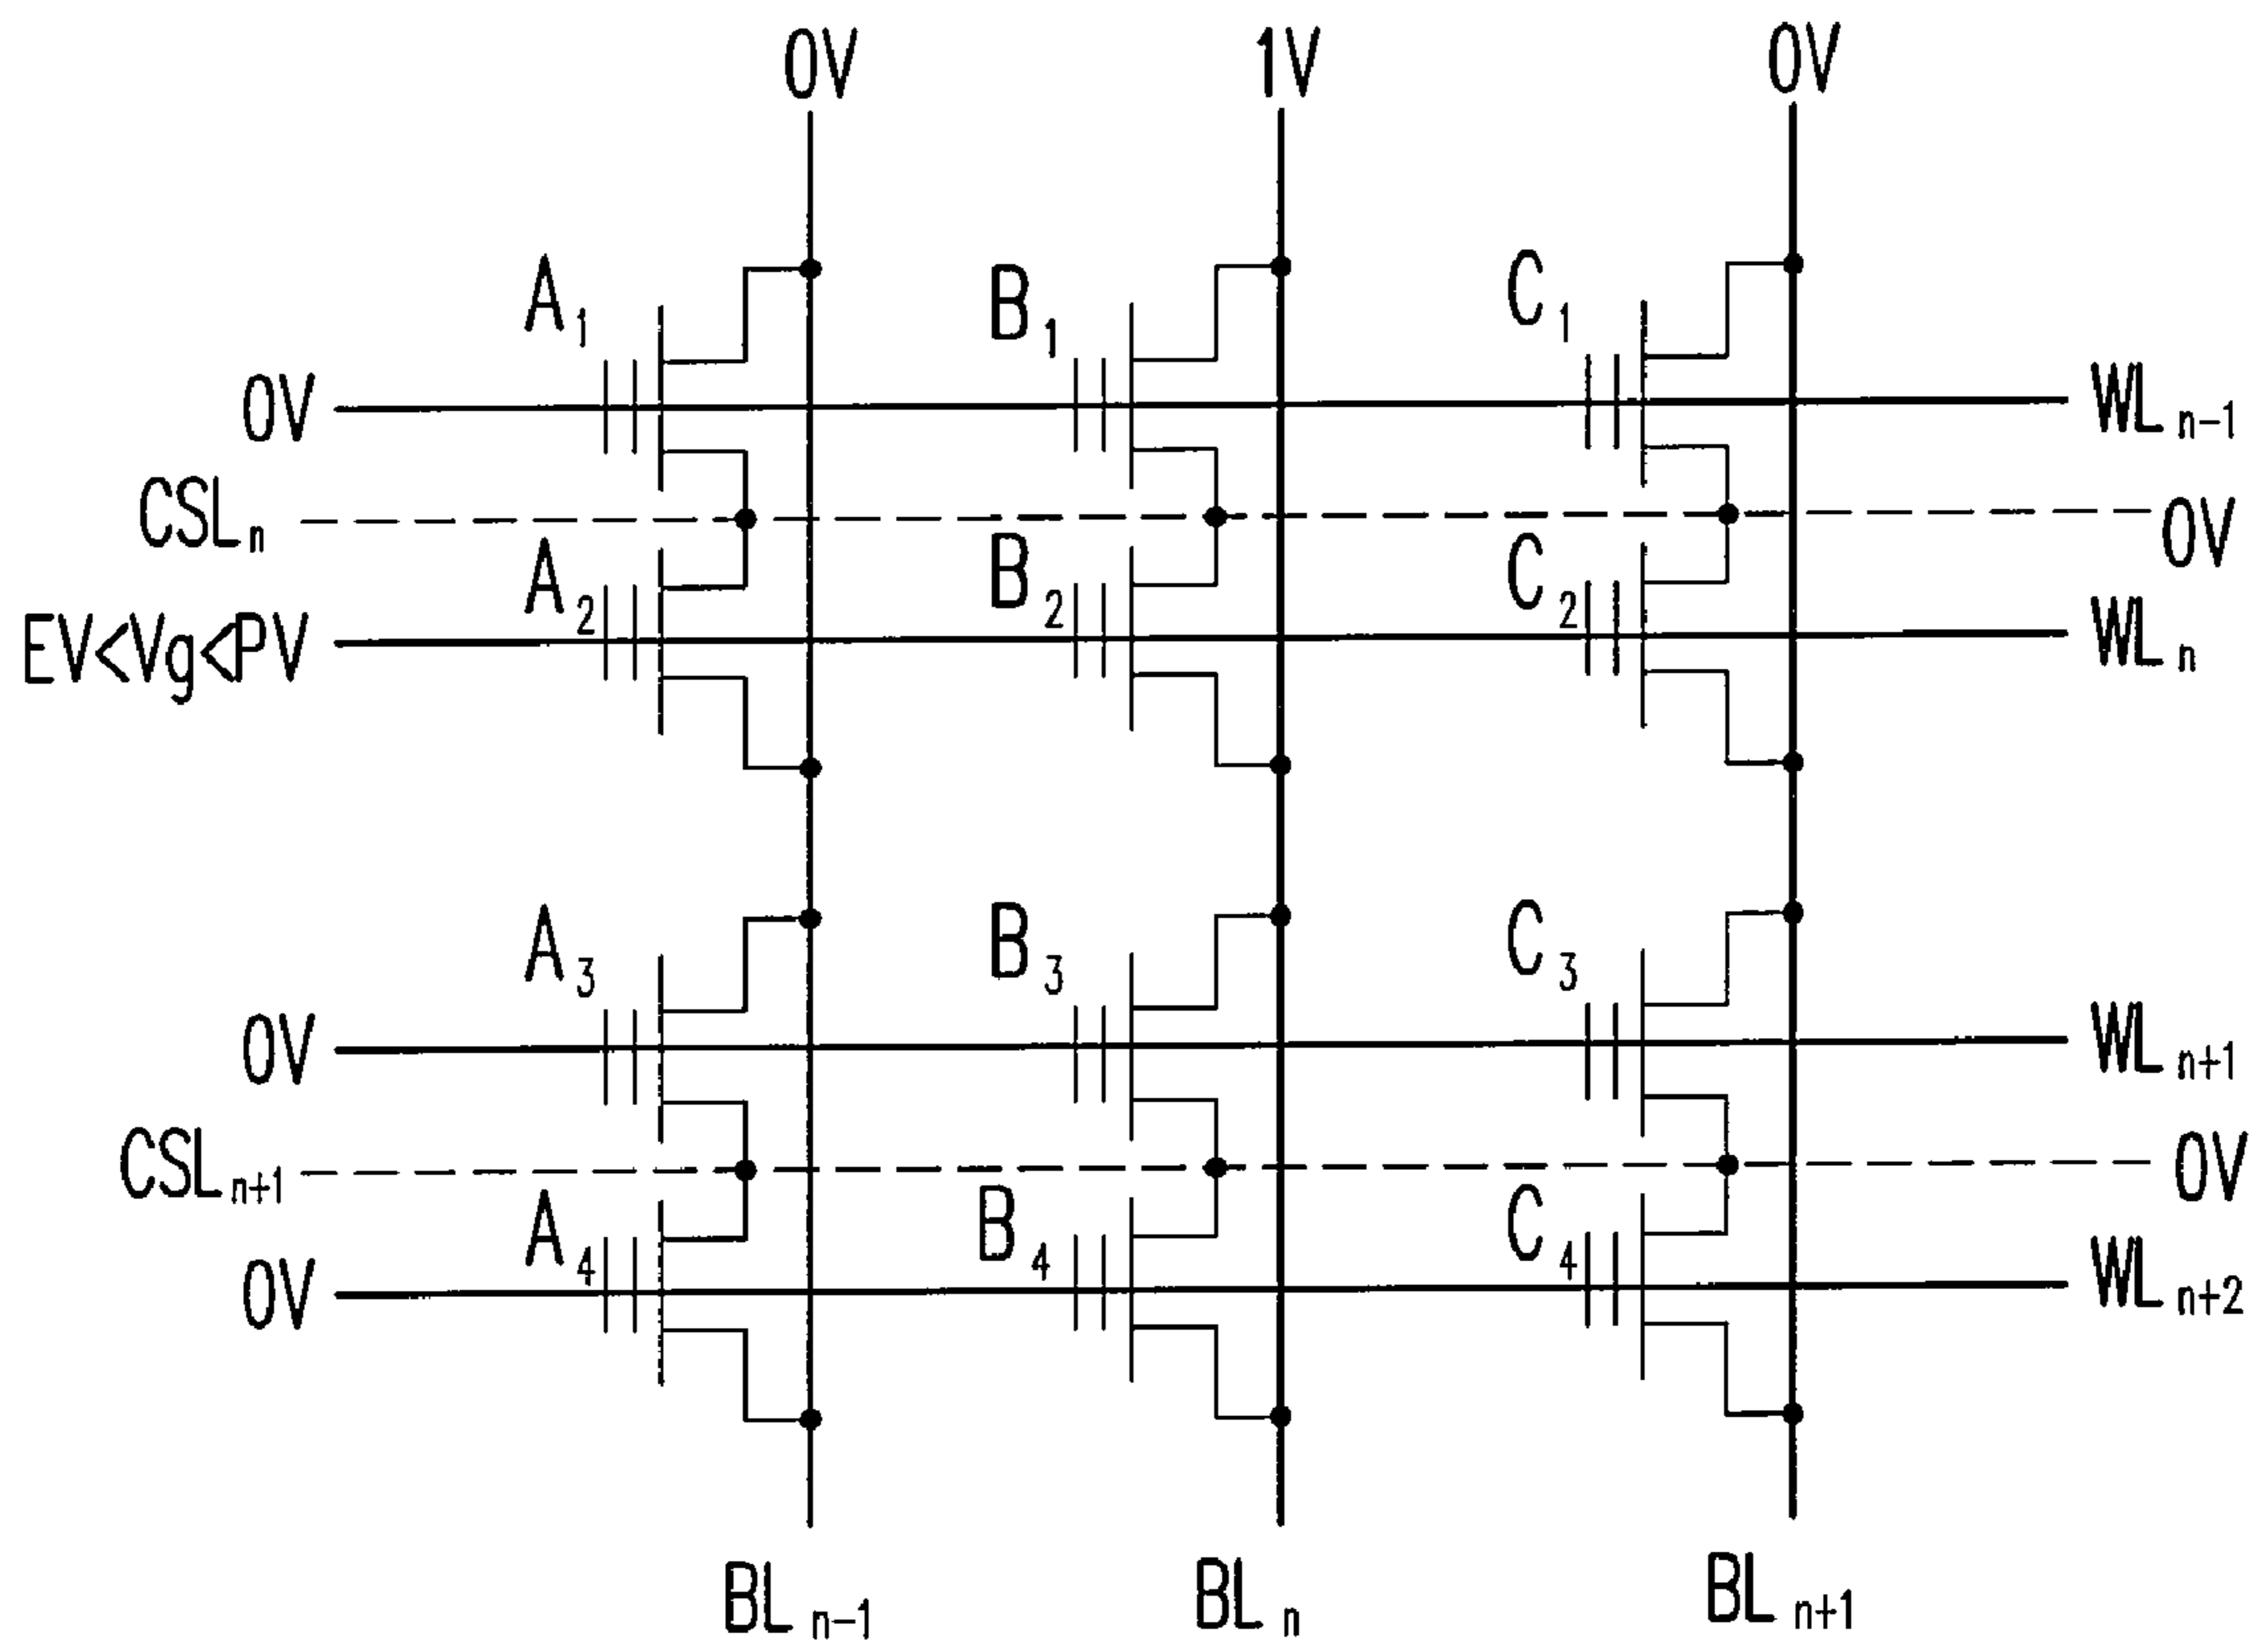 0V 1V 0V
A1 B1 C1
0V WLn-1
CSLn 0V
A2 B2 C2
EV<Vg<PV WLn
A3 B3 C3
0V WLn+1
CSLn+1 0V
A4 B4 C4
0V WLn+2
BLn-1 BLn BLn+1